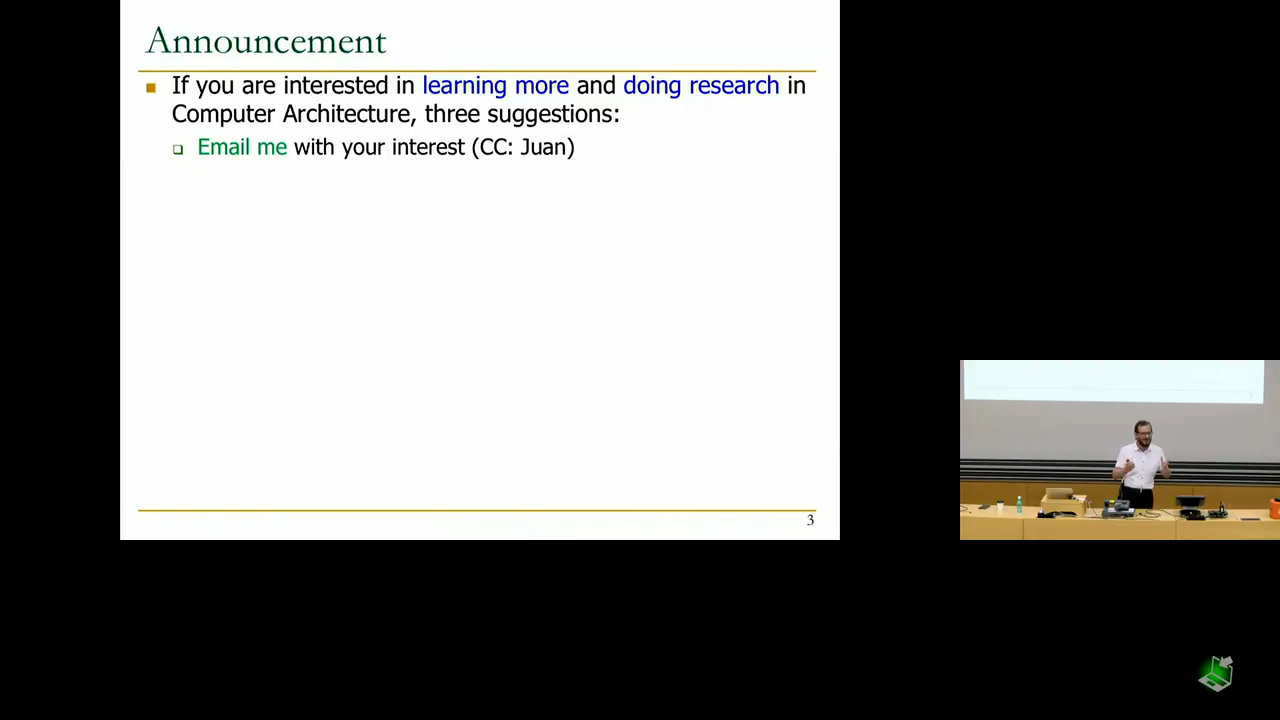 Announcement
If you are interested in learning more and doing research in
Computer Architecture, three suggestions:
Email me with your interest (CC: Juan)
3